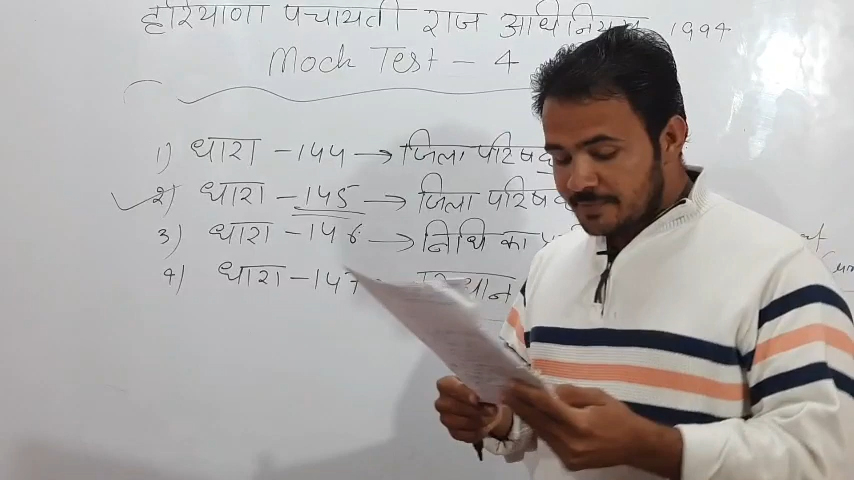 हरियाणा पंचायती राज अधिनियम 1994
Mock Test - 4
1) धारा - 144 → जिला परिषद
✓ 2) धारा - 145 → जिला परिषद
3) धारा - 146 → निधि का
4) धारा - 147